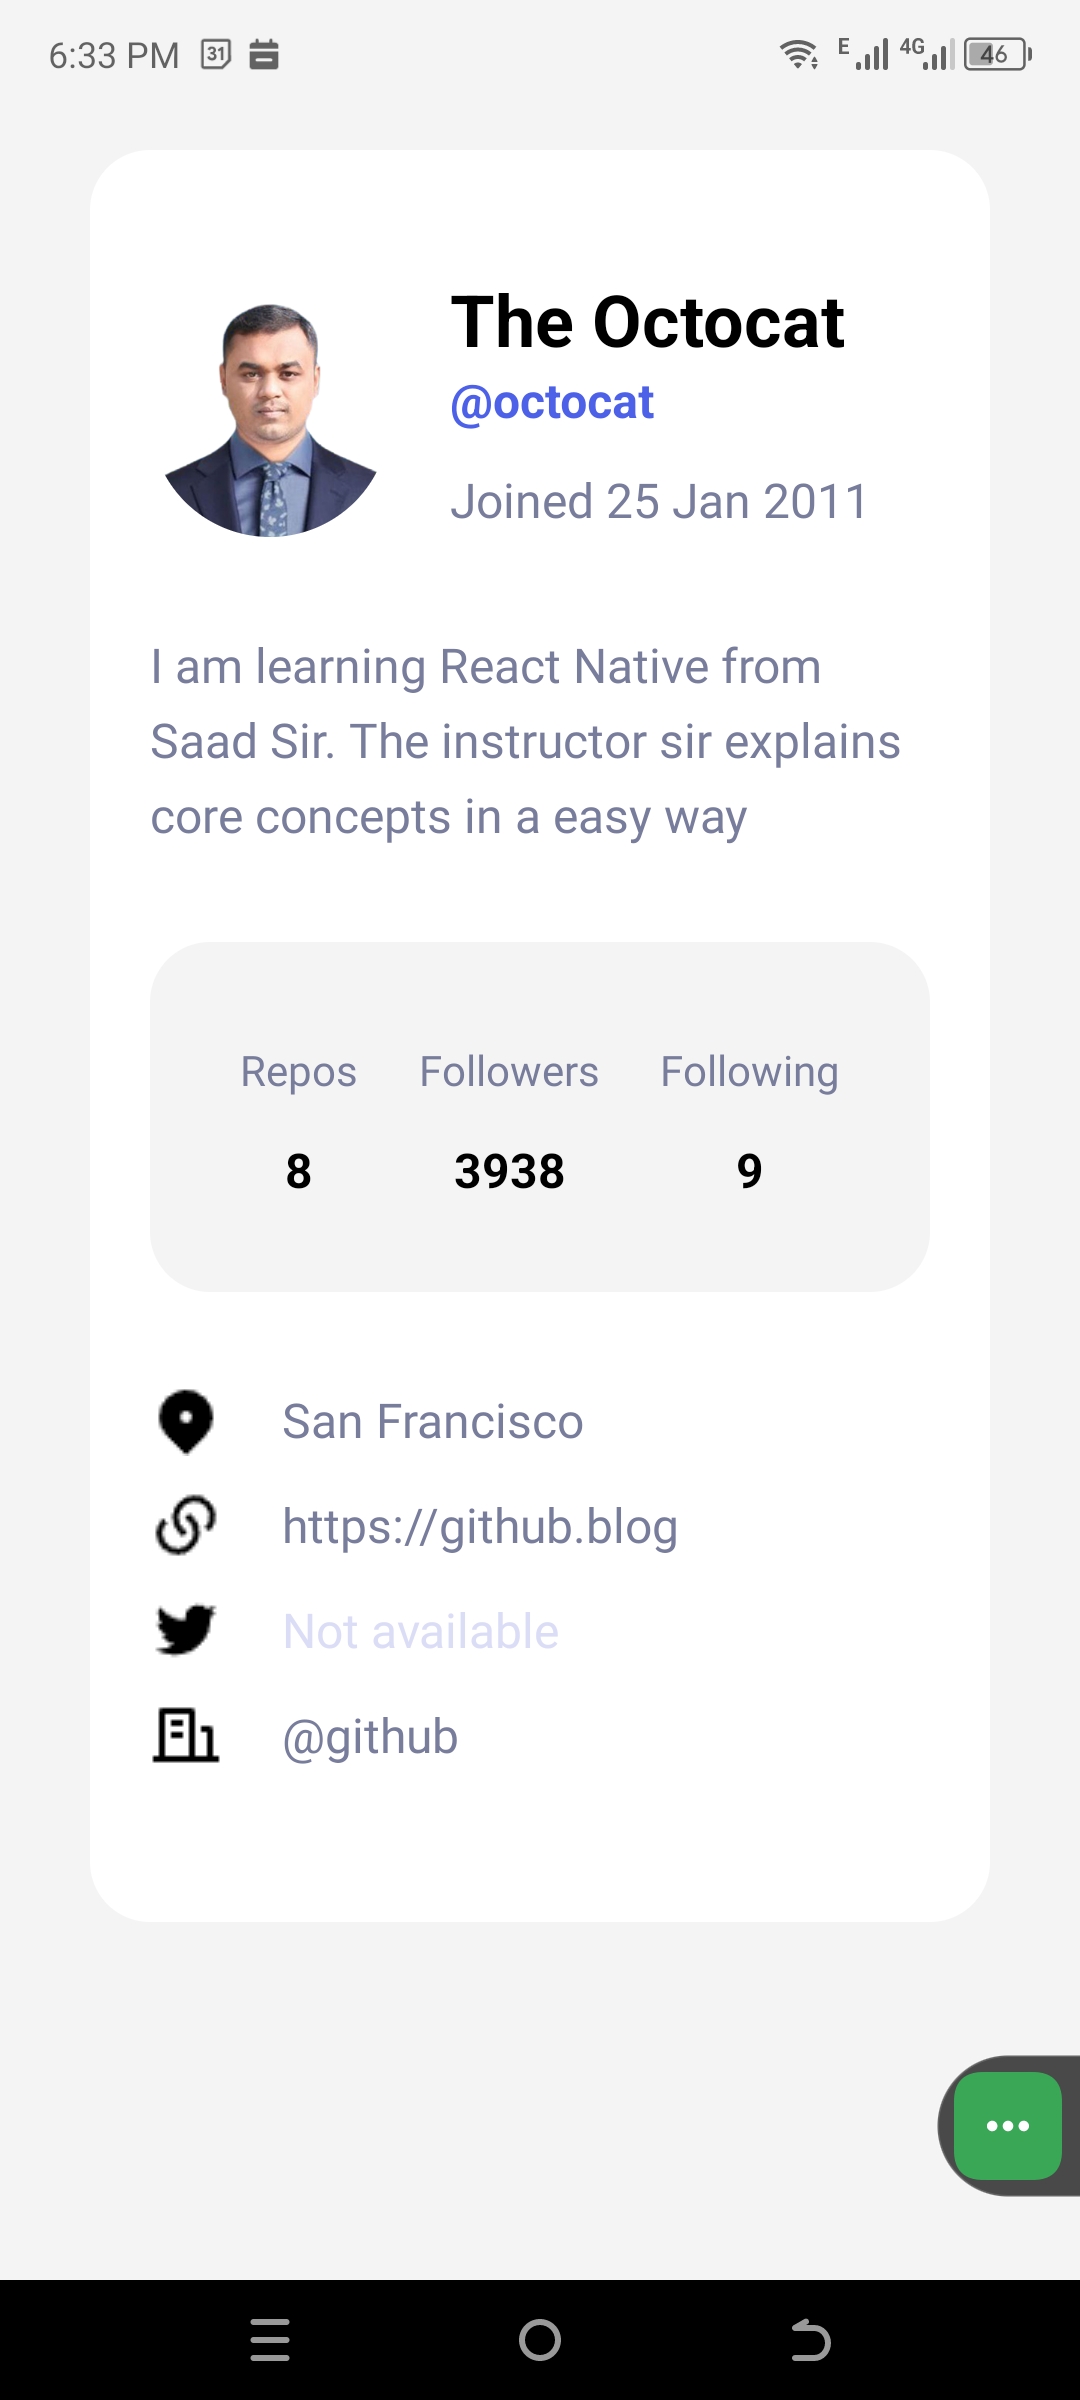 6:33 PM 31 E 4G 46
The Octocat
@octocat
Joined 25 Jan 2011
I am learning React Native from
Saad Sir. The instructor sir explains
core concepts in a easy way
Repos Followers Following
8 3938 9
San Francisco
https://github.blog
Not available
@github